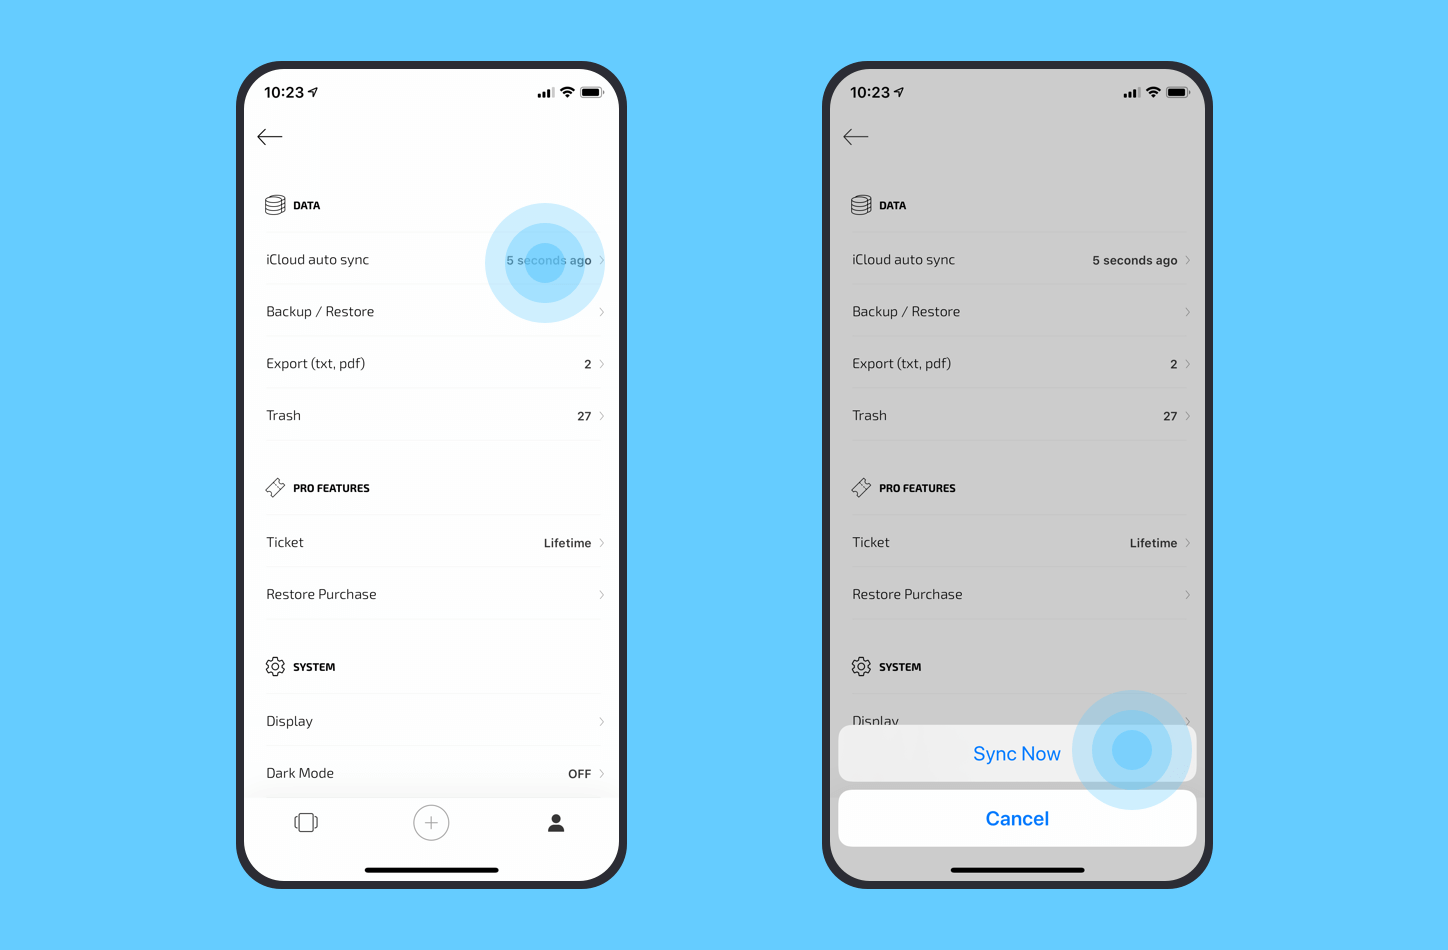 10:23
DATA
iCloud auto sync 5 seconds ago
Backup / Restore
Export (txt, pdf) 2
Trash 27
PRO FEATURES
Ticket Lifetime
Restore Purchase
SYSTEM
Display
Dark Mode OFF
10:23
DATA
iCloud auto sync 5 seconds ago
Backup / Restore
Export (txt, pdf) 2
Trash 27
PRO FEATURES
Ticket Lifetime
Restore Purchase
SYSTEM
Display
Sync Now
Cancel